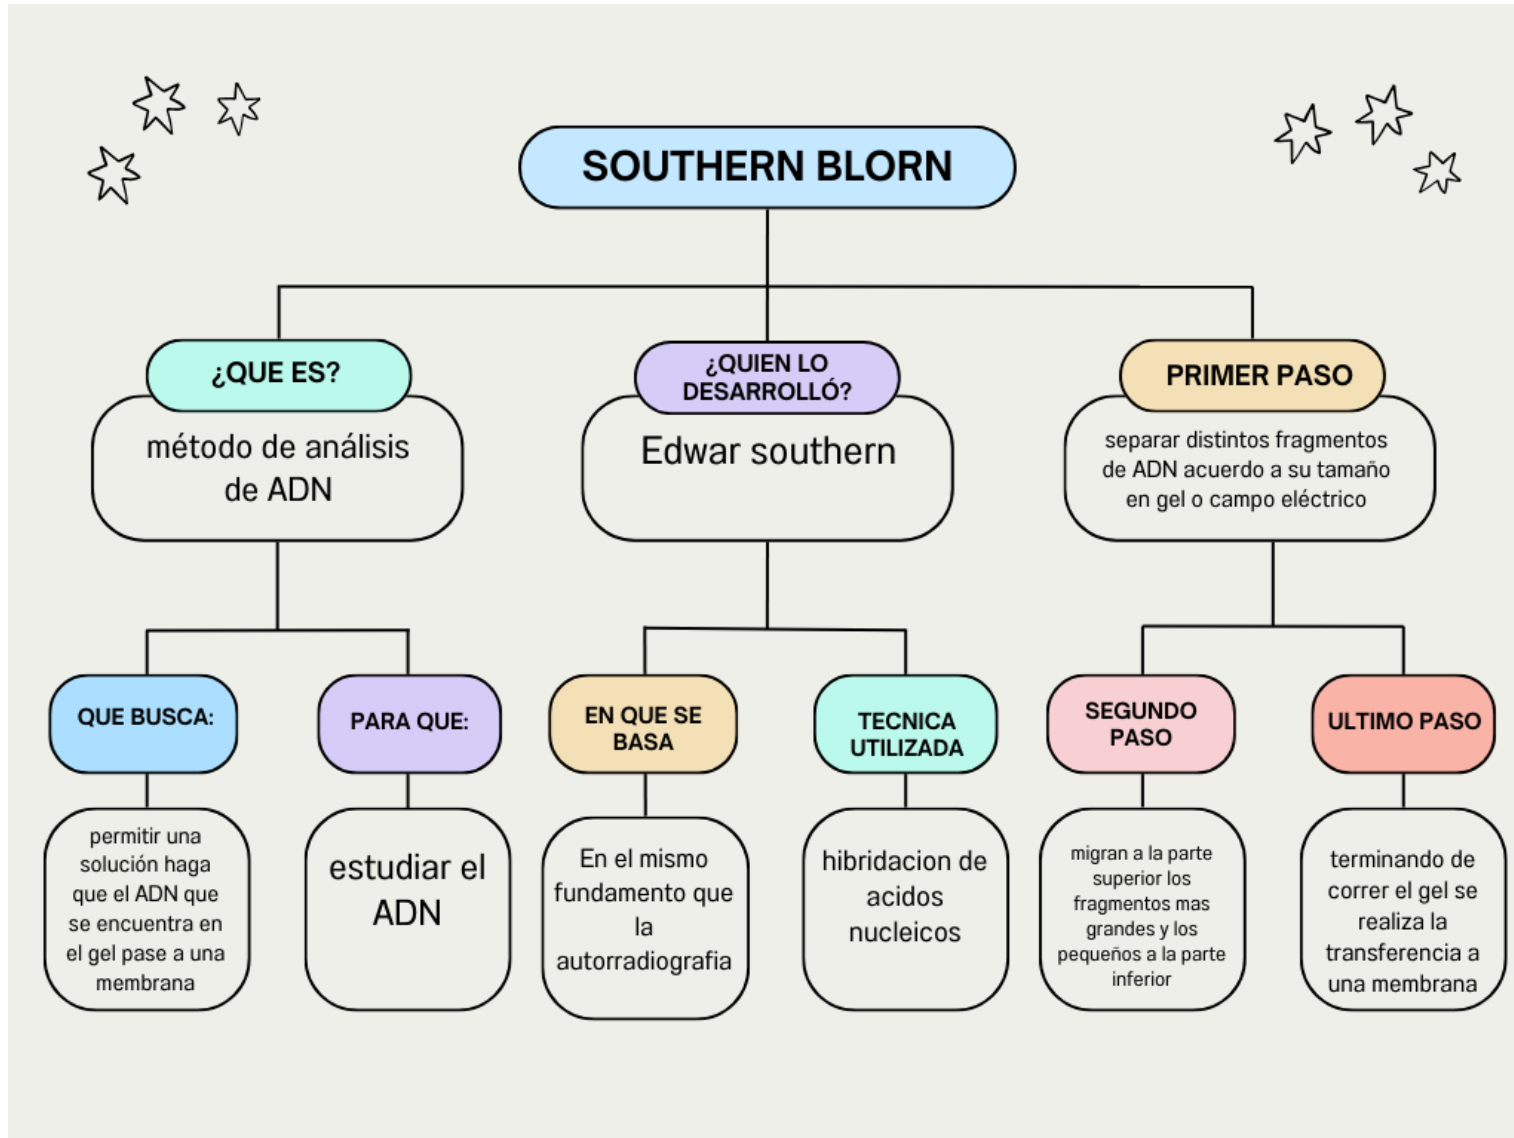 SOUTHERN BLORN
¿QUE ES?
método de análisis
de ADN
¿QUIEN LO
DESARROLLÓ?
Edwar southern
PRIMER PASO
separar distintos fragmentos
de ADN acuerdo a su tamaño
en gel o campo eléctrico
QUE BUSCA:
permitir una
solución haga
que el ADN que
se encuentra en
el gel pase a una
membrana
PARA QUE:
estudiar el
ADN
EN QUE SE
BASA
En el mismo
fundamento que
la
autorradiografia
TECNICA
UTILIZADA
hibridacion de
acidos
nucleicos
SEGUNDO
PASO
migran a la parte
superior los
fragmentos mas
grandes y los
pequeños a la parte
inferior
ULTIMO PASO
terminando de
correr el gel se
realiza la
transferencia a
una membrana